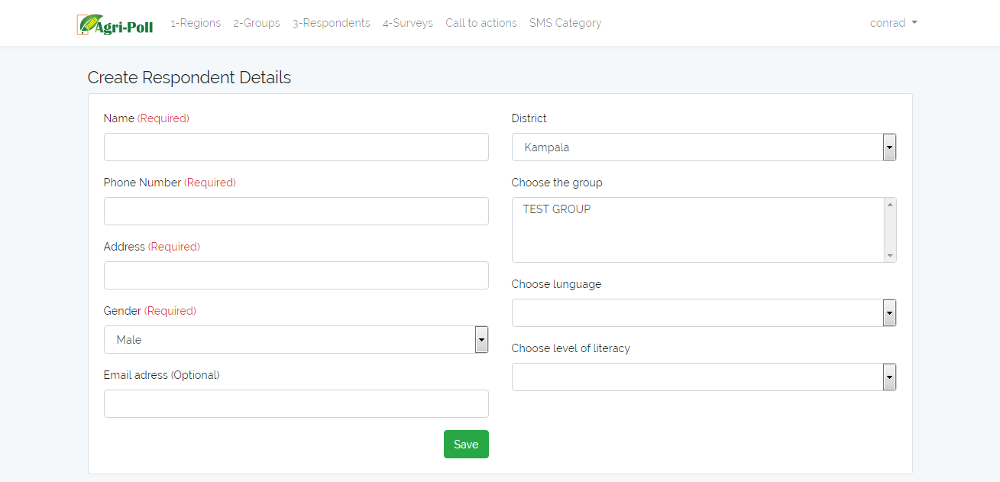 Agri-Poll 1-Regions 2-Groups 3-Respondents 4-Surveys Call to actions SMS Category conrad
Create Respondent Details
Name (Required)
Phone Number (Required)
Address (Required)
Gender (Required)
Male
Email adress (Optional)
Save
District
Kampala
Choose the group
TEST GROUP
Choose lunguage
Choose level of literacy